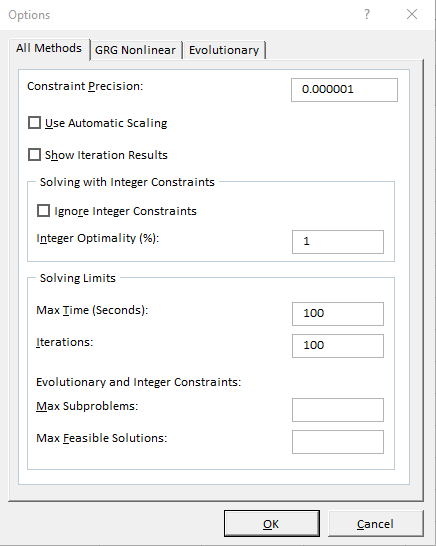 Options ? ×
All Methods GRG Nonlinear Evolutionary
Constraint Precision: 0.000001
Use Automatic Scaling
Show Iteration Results
Solving with Integer Constraints
Ignore Integer Constraints
Integer Optimality (%): 1
Solving Limits
Max Time (Seconds): 100
Iterations: 100
Evolutionary and Integer Constraints:
Max Subproblems:
Max Feasible Solutions:
OK Cancel